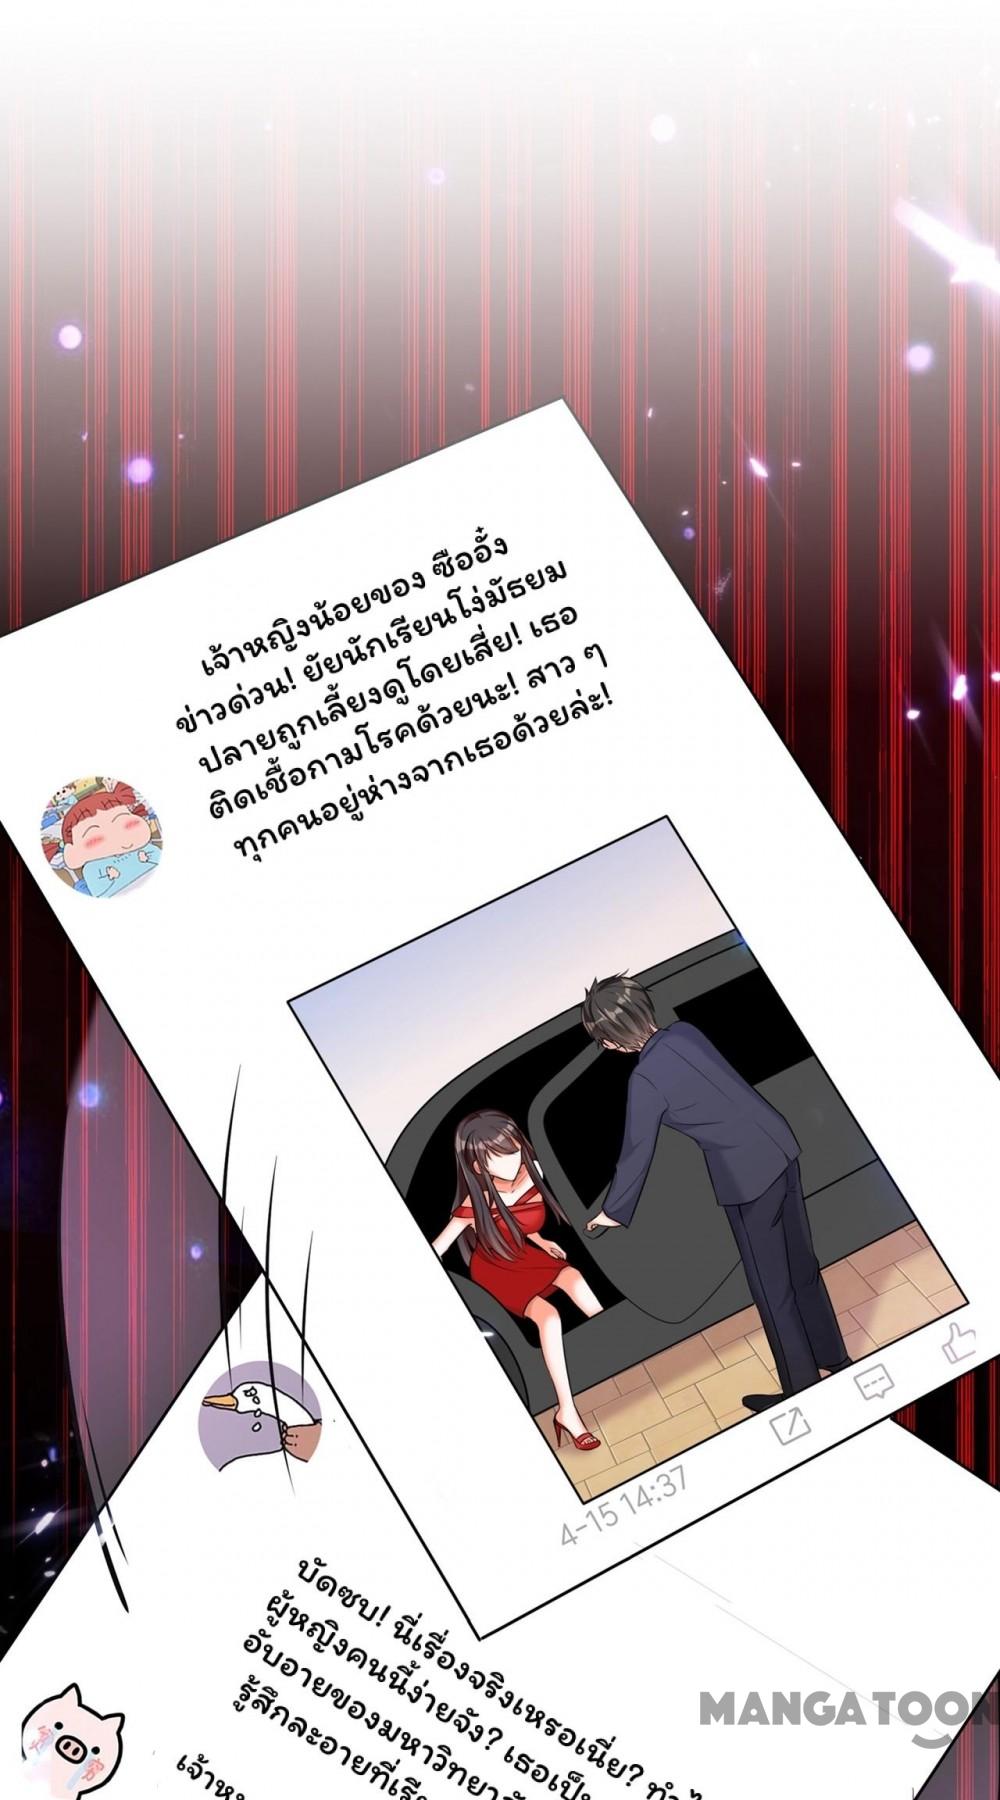 เจ้าหญิงน้อยของ ซืออั๋ง
ข่าวด่วน! ยัยนักเรียนโง่มัธยม
ปลายถูกเลี้ยงดูโดยเสี่ย! เธอ
ติดเชื้อกามโรคด้วยนะ! สาว ๆ
ทุกคนอยู่ห่างจากเธอด้วยล่ะ!
4-15 14:37
บัดซบ! นี่เรื่องจริงเหรอเนี่ย? ทำไ
ผู้หญิงคนนี้ง่ายจัง? เธอเป็น
อับอายของมหาวิทยาลั
รู้สึกละอายที่เรีย
เจ้าห
MANGATOON